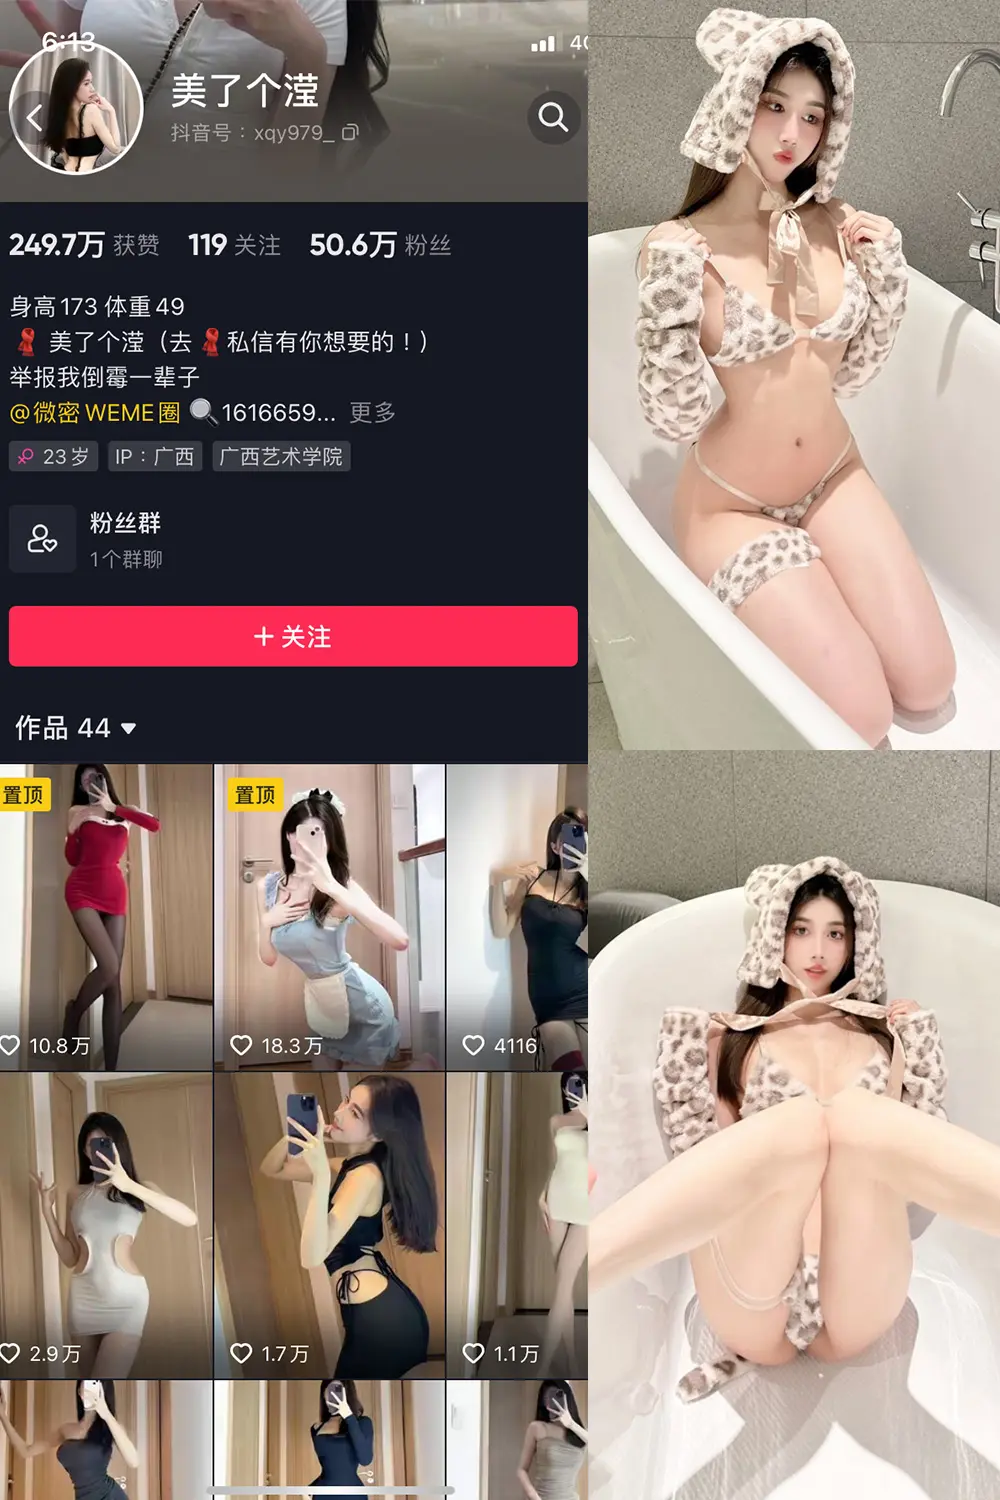 6:13
4G
美了个滢
抖音号：xqy979_
249.7万 获赞 119 关注 50.6万 粉丝
身高173 体重49
美了个滢（去 私信有你想要的！）
举报我倒霉一辈子
@微密 WEME圈 1616659... 更多
23岁 IP：广西 广西艺术学院
粉丝群
1个群聊
+ 关注
作品 44
置顶 置顶
10.8万 18.3万 4116
2.9万 1.7万 1.1万